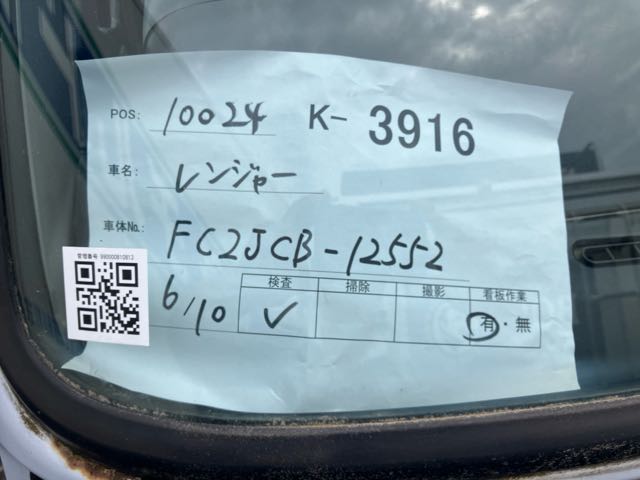 POS: 10024 K- 3916
車名: レンジャー
車体No.: FC2JCB-12552
管理番号 990000810812
6/10 検査 掃除 撮影 看板作業
✓ 有・無